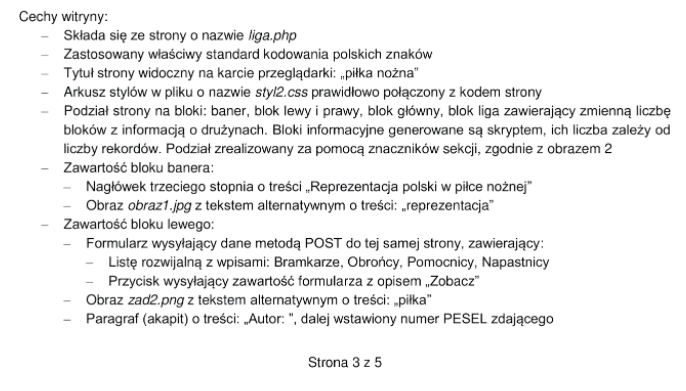 Cechy witryny:
– Składa się ze strony o nazwie liga.php
– Zastosowany właściwy standard kodowania polskich znaków
– Tytuł strony widoczny na karcie przeglądarki: „piłka nożna”
– Arkusz stylów w pliku o nazwie styl2.css prawidłowo połączony z kodem strony
– Podział strony na bloki: baner, blok lewy i prawy, blok główny, blok liga zawierający zmienną liczbę
bloków z informacją o drużynach. Bloki informacyjne generowane są skryptem, ich liczba zależy od
liczby rekordów. Podział zrealizowany za pomocą znaczników sekcji, zgodnie z obrazem 2
– Zawartość bloku banera:
– Nagłówek trzeciego stopnia o treści „Reprezentacja polski w piłce nożnej”
– Obraz obraz1.jpg z tekstem alternatywnym o treści: „reprezentacja”
– Zawartość bloku lewego:
– Formularz wysyłający dane metodą POST do tej samej strony, zawierający:
– Listę rozwijalną z wpisami: Bramkarze, Obrońcy, Pomocnicy, Napastnicy
– Przycisk wysyłający zawartość formularza z opisem „Zobacz”
– Obraz zad2.png z tekstem alternatywnym o treści: „piłka”
– Paragraf (akapit) o treści: „Autor: ”, dalej wstawiony numer PESEL zdającego
Strona 3 z 5